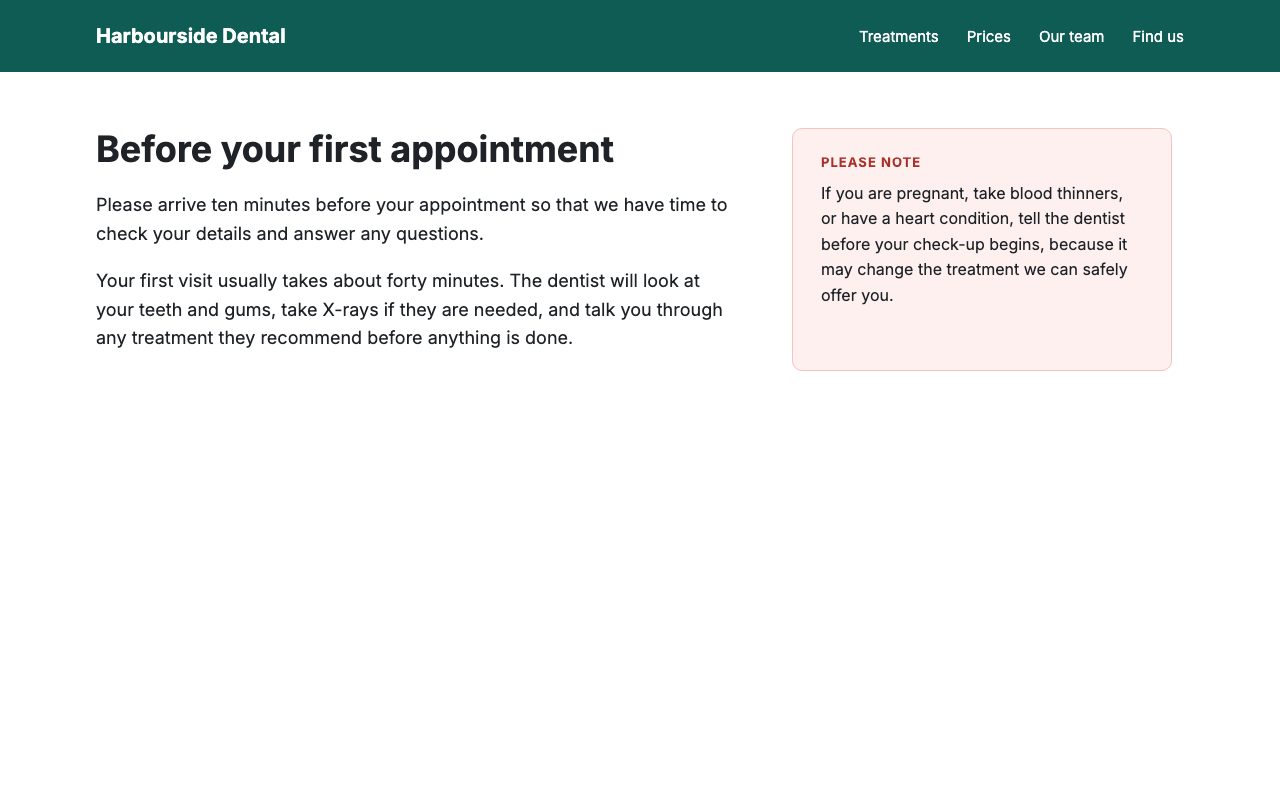 Harbourside Dental
Treatments Prices Our team Find us
Before your first appointment
Please arrive ten minutes before your appointment so that we have time to
check your details and answer any questions.
Your first visit usually takes about forty minutes. The dentist will look at
your teeth and gums, take X-rays if they are needed, and talk you through
any treatment they recommend before anything is done.
PLEASE NOTE
If you are pregnant, take blood thinners,
or have a heart condition, tell the dentist
before your check-up begins, because it
may change the treatment we can safely
offer you.